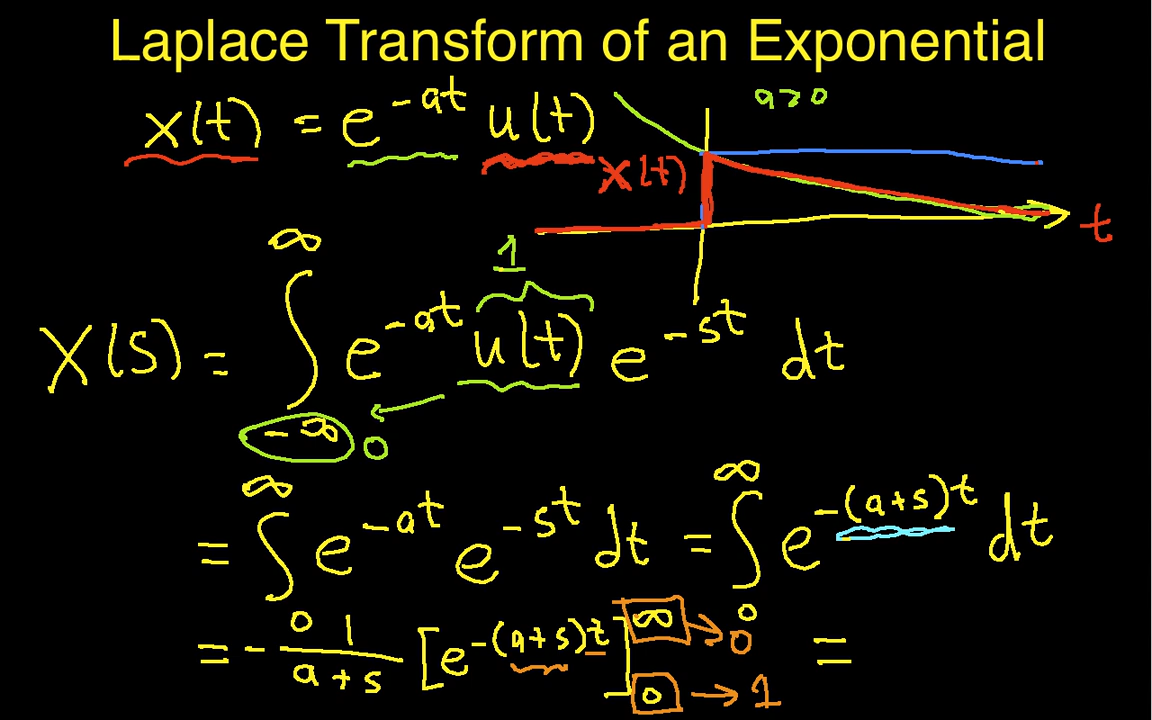 Laplace Transform of an Exponential
x(t) = e^{-at} u(t)
a>0
x(t)
t
1
X(s) = ∫_{-∞}^{∞} e^{-at} u(t) e^{-st} dt
0
= ∫_{0}^{∞} e^{-at} e^{-st} dt = ∫_{0}^{∞} e^{-(a+s)t} dt
= - 1/(a+s) [e^{-(a+s)t}]_{0}^{∞} → 0 =
→ 1